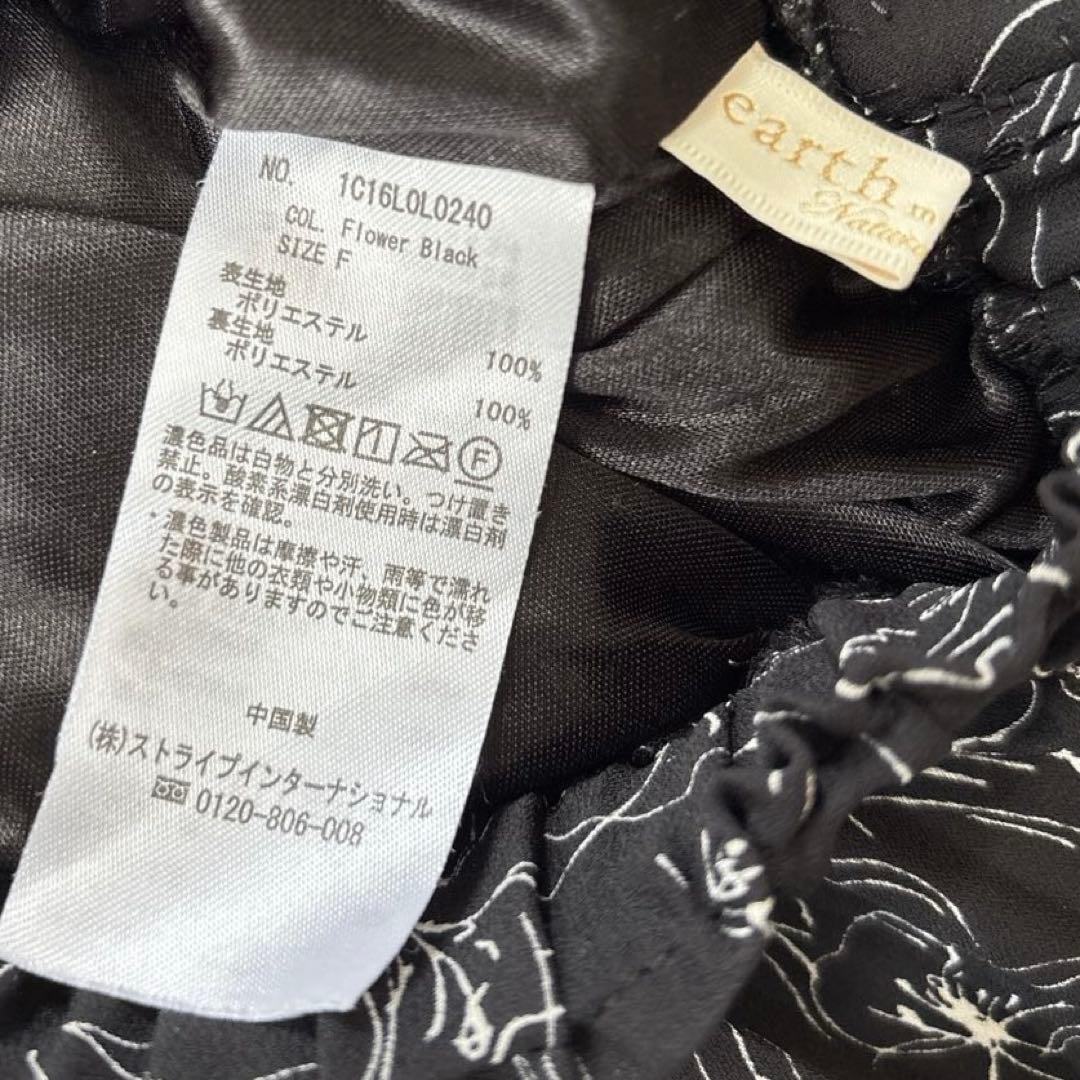 NO. 1C16L0L0240
COL. Flower Black
SIZE F
表生地
ポリエステル 100%
裏生地
ポリエステル 100%
F
濃色品は白物と分別洗い。つけ置き
禁止。酸素系漂白剤使用時は漂白剤
の表示を確認。
・濃色製品は摩擦や汗、雨等で濡れ
た際に他の衣類や小物類に色が移
る事がありますのでご注意くださ
い。
中国製
(株)ストライプインターナショナル
0120-806-008
earth m
Natural